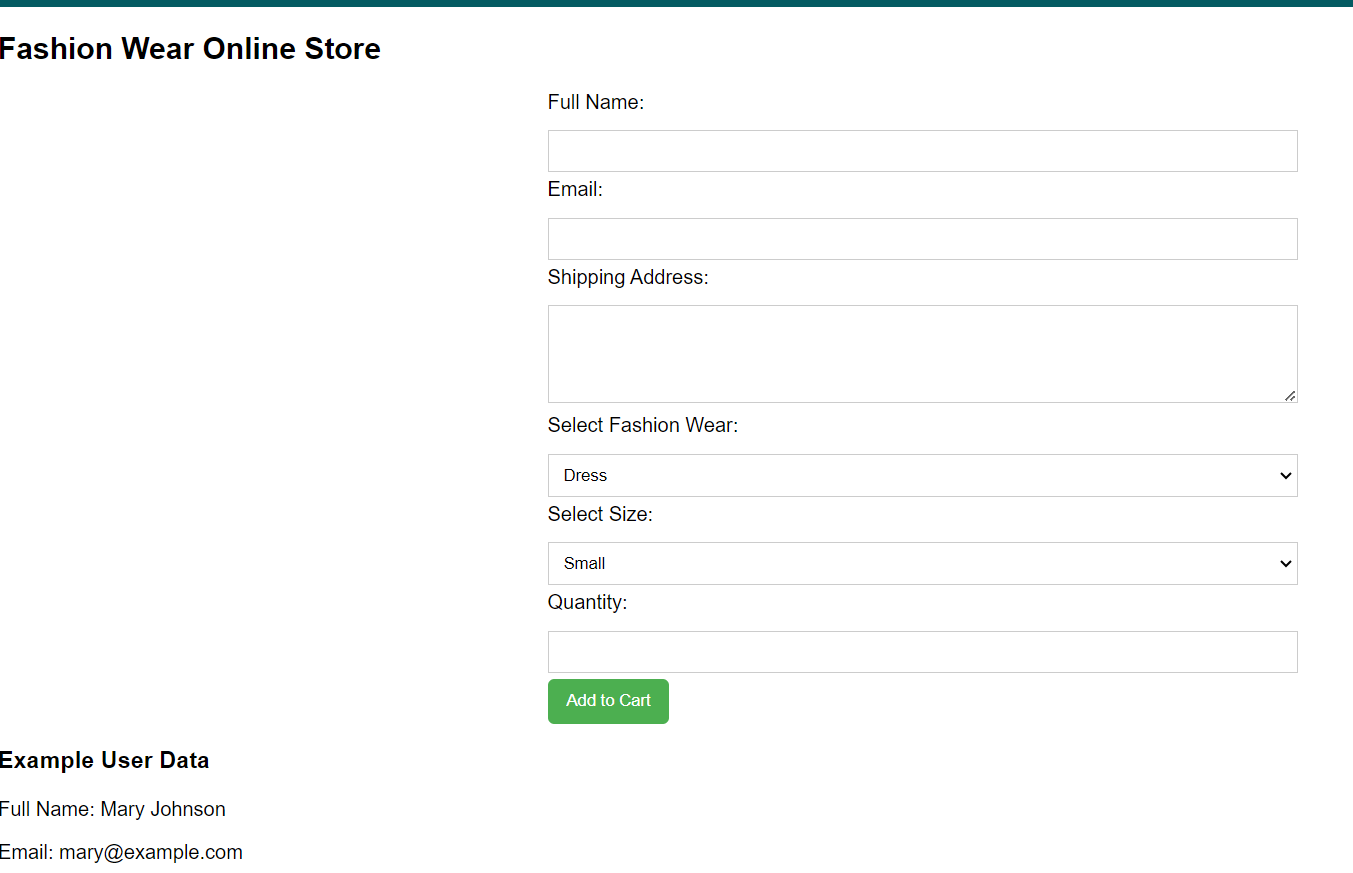 Fashion Wear Online Store
Full Name:
Email:
Shipping Address:
Select Fashion Wear:
Dress
Select Size:
Small
Quantity:
Add to Cart
Example User Data
Full Name: Mary Johnson
Email: mary@example.com